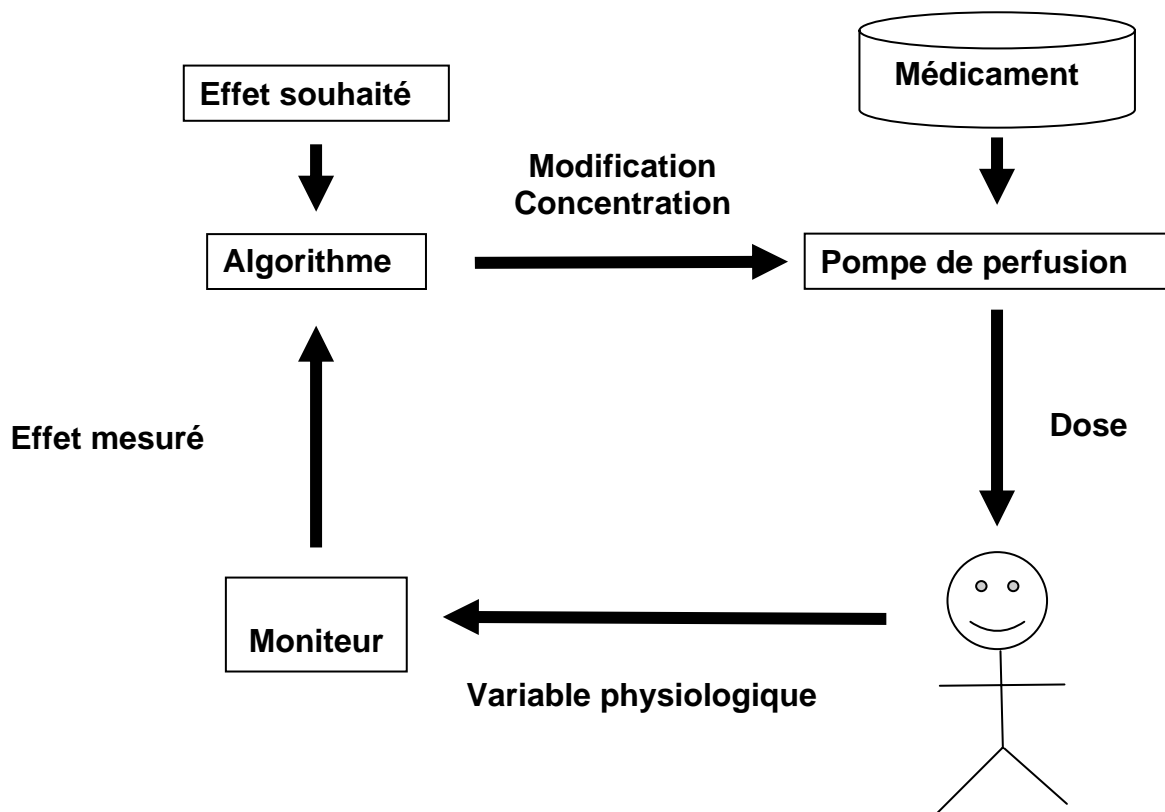 Médicament
Effet souhaité
Modification
Concentration
Algorithme
Pompe de perfusion
Effet mesuré
Dose
Moniteur
Variable physiologique